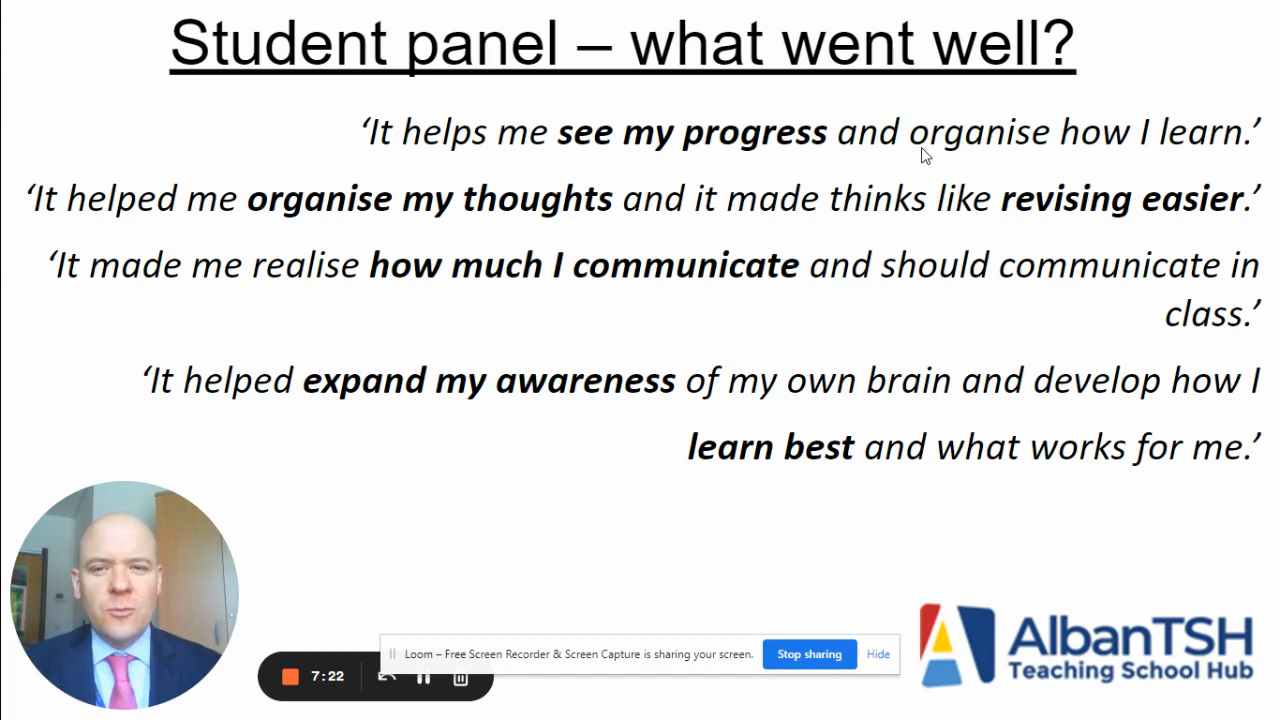 Student panel – what went well?
‘It helps me see my progress and organise how I learn.’
‘It helped me organise my thoughts and it made thinks like revising easier.’
‘It made me realise how much I communicate and should communicate in
class.’
‘It helped expand my awareness of my own brain and develop how I
learn best and what works for me.’
7:22
Loom – Free Screen Recorder & Screen Capture is sharing your screen.
Stop sharing
Hide
AlbanTSH
Teaching School Hub